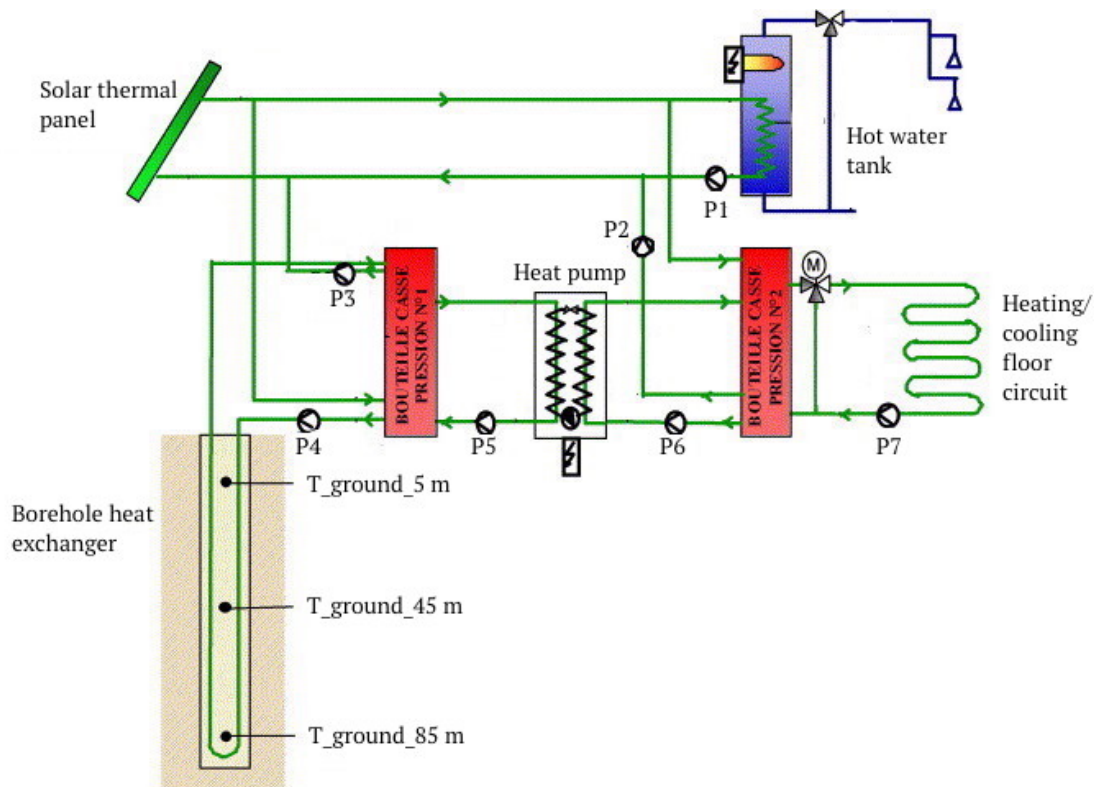 Solar thermal
panel
Hot water
tank
P1
P2
P3
BOUTEILLE CASSE
PRESSION N°1
Heat pump
BOUTEILLE CASSE
PRESSION N°2
M
Heating/
cooling
floor
circuit
P4
P5
P6
P7
Borehole heat
exchanger
T_ground_5 m
T_ground_45 m
T_ground_85 m